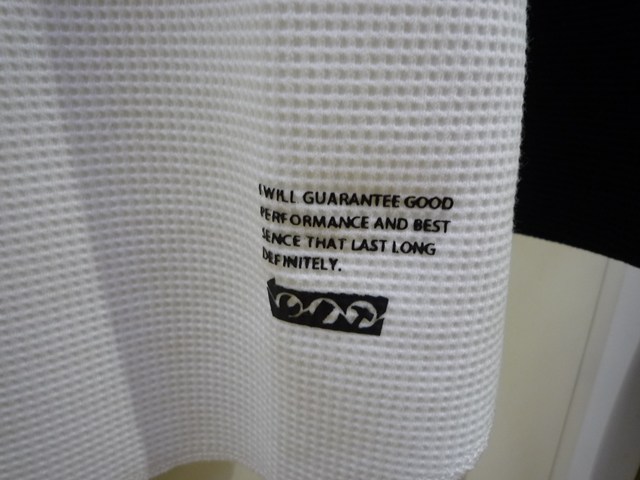 I WILL GUARANTEE GOOD
PERFORMANCE AND BEST
SENCE THAT LAST LONG
DEFINITELY.